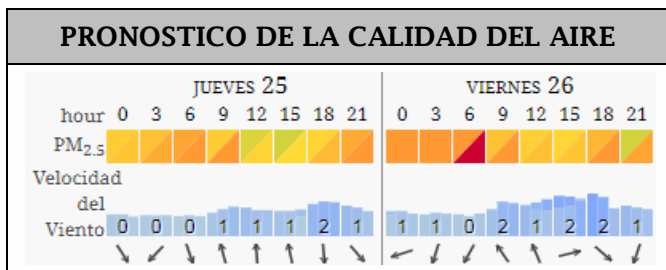 PRONOSTICO DE LA CALIDAD DEL AIRE
JUEVES 25 VIERNES 26
hour 0 3 6 9 12 15 18 21 0 3 6 9 12 15 18 21
PM2.5
Velocidad
del
Viento 0 0 0 1 1 1 2 1 1 1 0 2 1 2 2 1